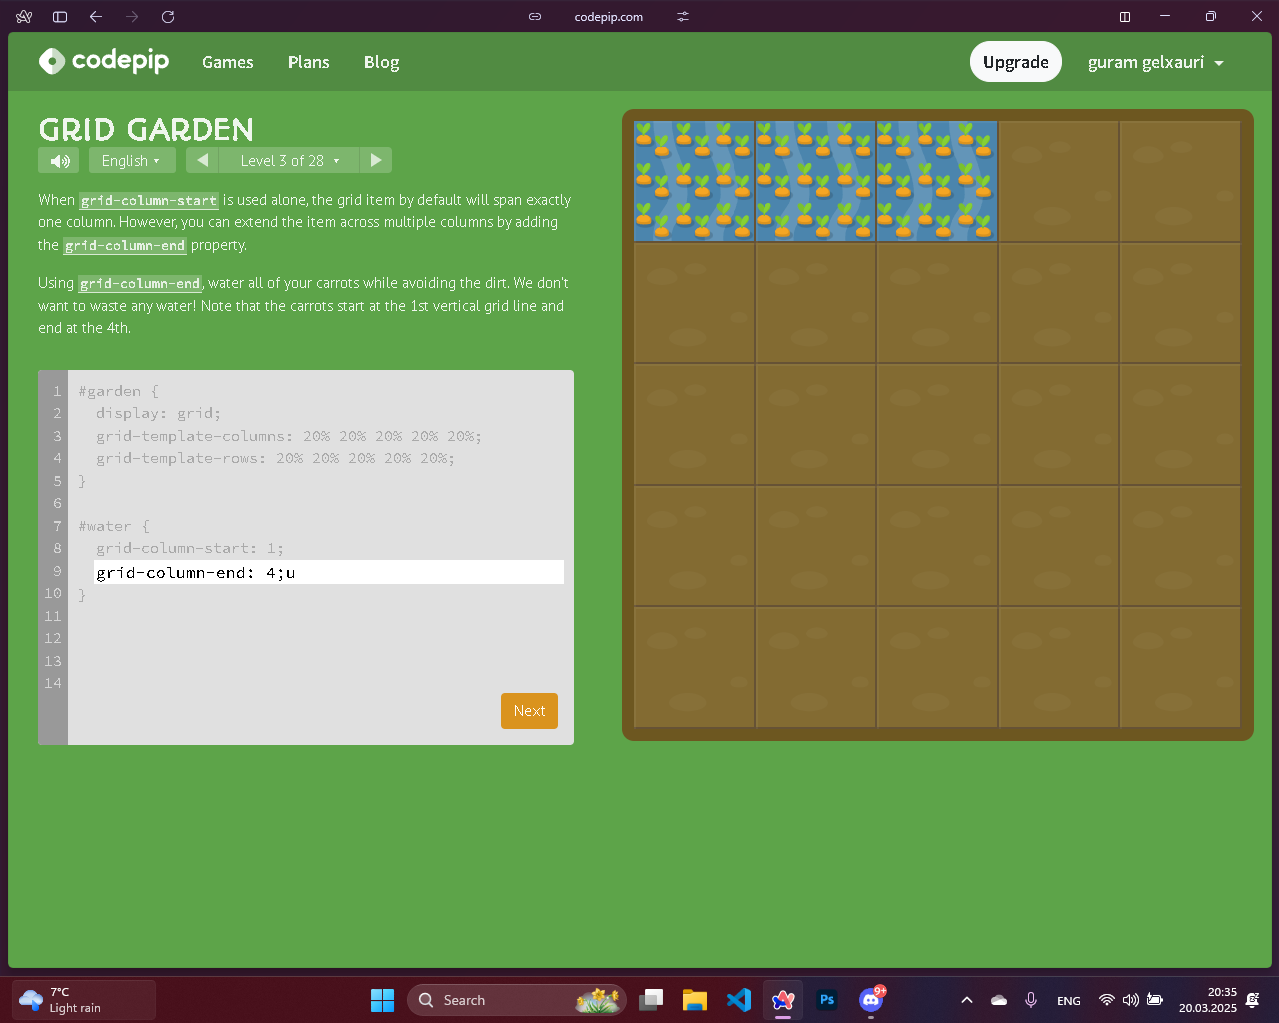 codepip.com
codepip
Games
Plans
Blog
Upgrade
guram gelxauri
GRID GARDEN
English
Level 3 of 28
When grid-column-start is used alone, the grid item by default will span exactly
one column. However, you can extend the item across multiple columns by adding
the grid-column-end property.
Using grid-column-end, water all of your carrots while avoiding the dirt. We don't
want to waste any water! Note that the carrots start at the 1st vertical grid line and
end at the 4th.
1 #garden {
2 display: grid;
3 grid-template-columns: 20% 20% 20% 20% 20%;
4 grid-template-rows: 20% 20% 20% 20% 20%;
5 }
6
7 #water {
8 grid-column-start: 1;
9 grid-column-end: 4;u
10 }
11
12
13
14
Next
7°C
Light rain
Search
Ps
9+
ENG
20:35
20.03.2025